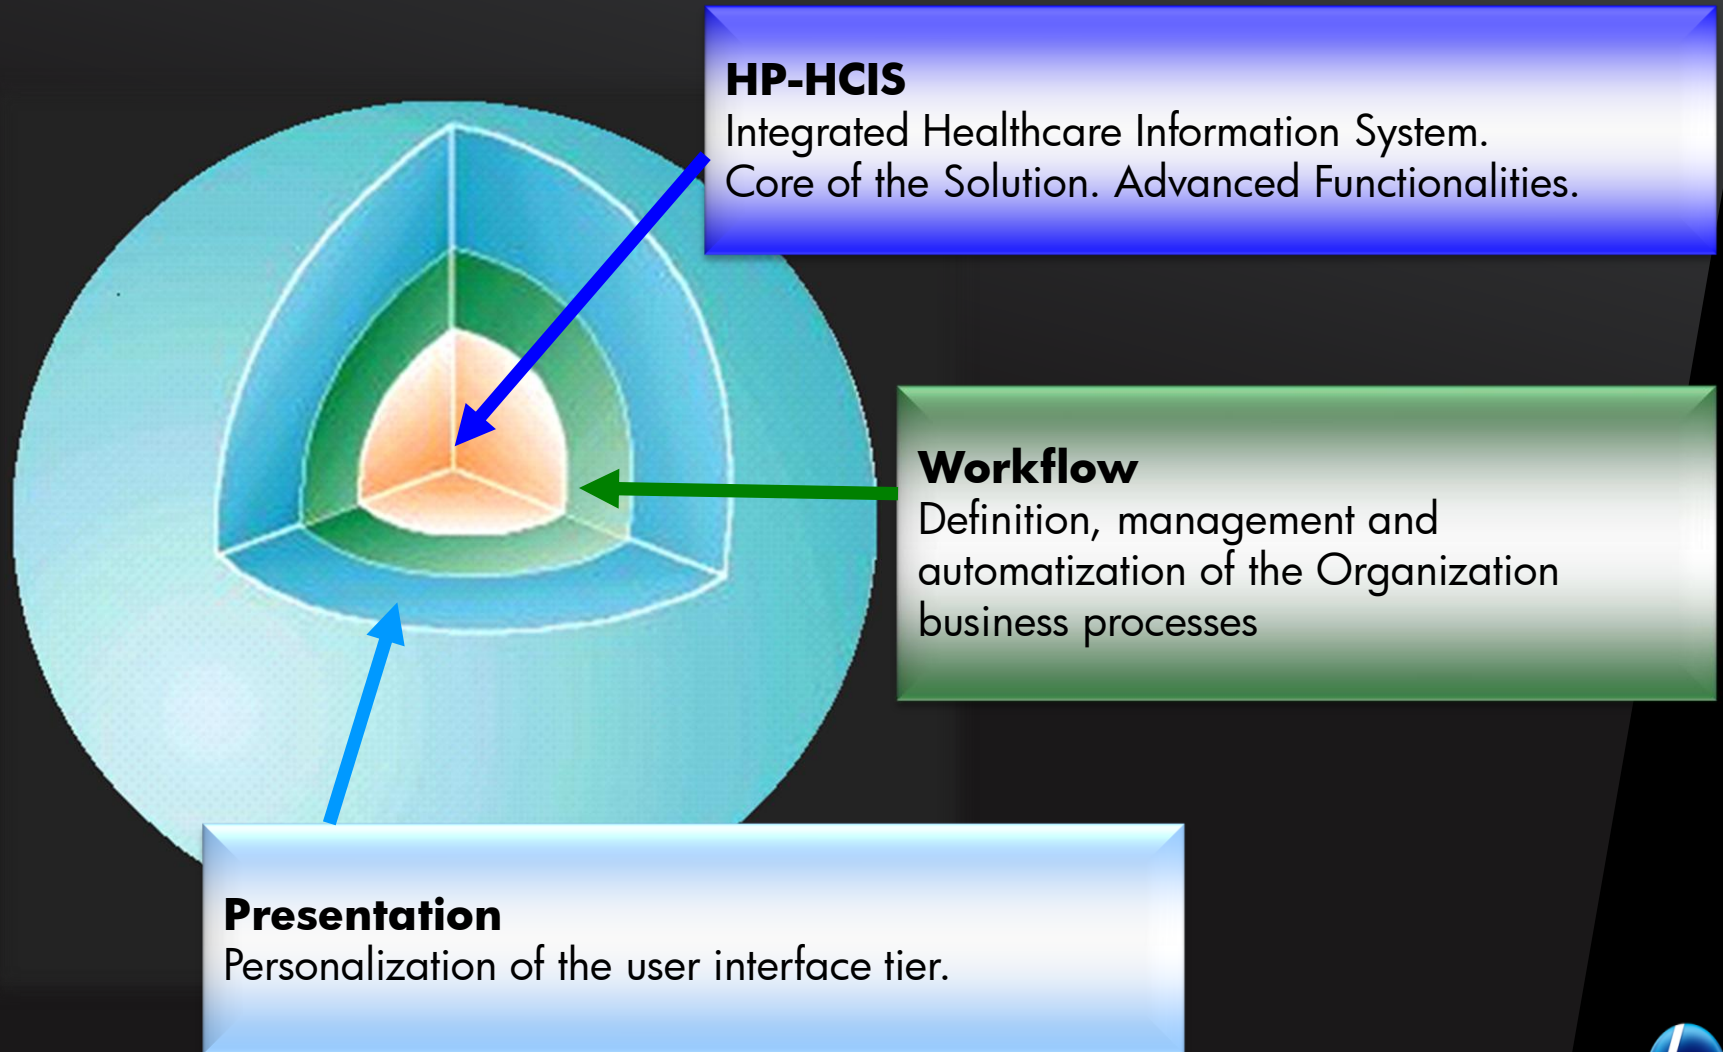 HP-HCIS
Integrated Healthcare Information System.
Core of the Solution. Advanced Functionalities.
Workflow
Definition, management and
automatization of the Organization
business processes
Presentation
Personalization of the user interface tier.